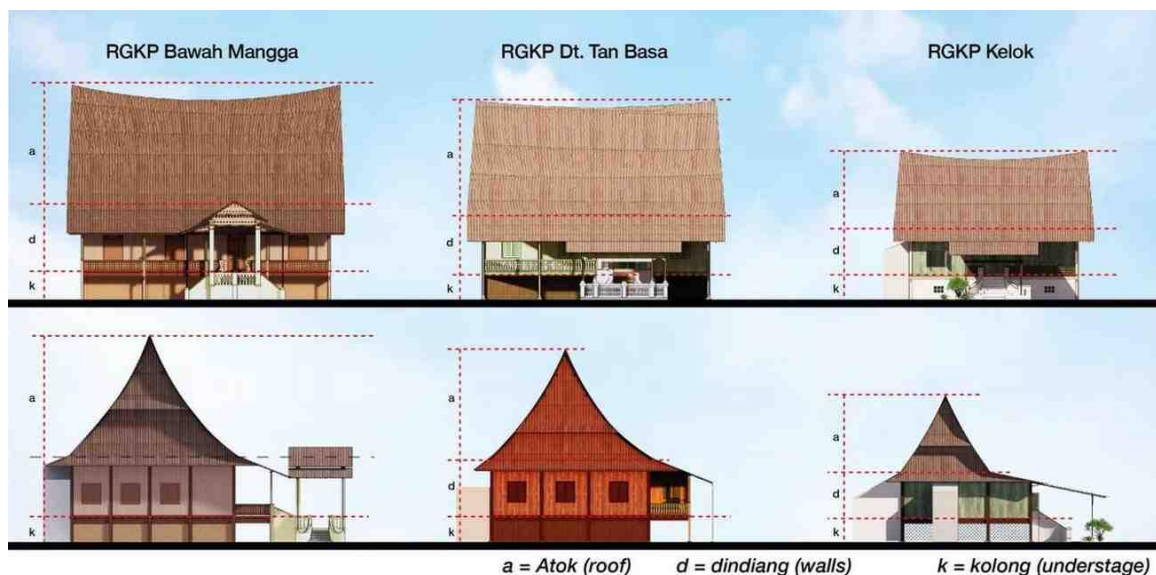 RGKP Bawah Mangga
RGKP Dt. Tan Basa
RGKP Kelok
a
d
k
a
d
k
a
d
k
a
k
a
d
k
a
d
k
a = Atok (roof)
d = dindiang (walls)
k = kolong (understage)